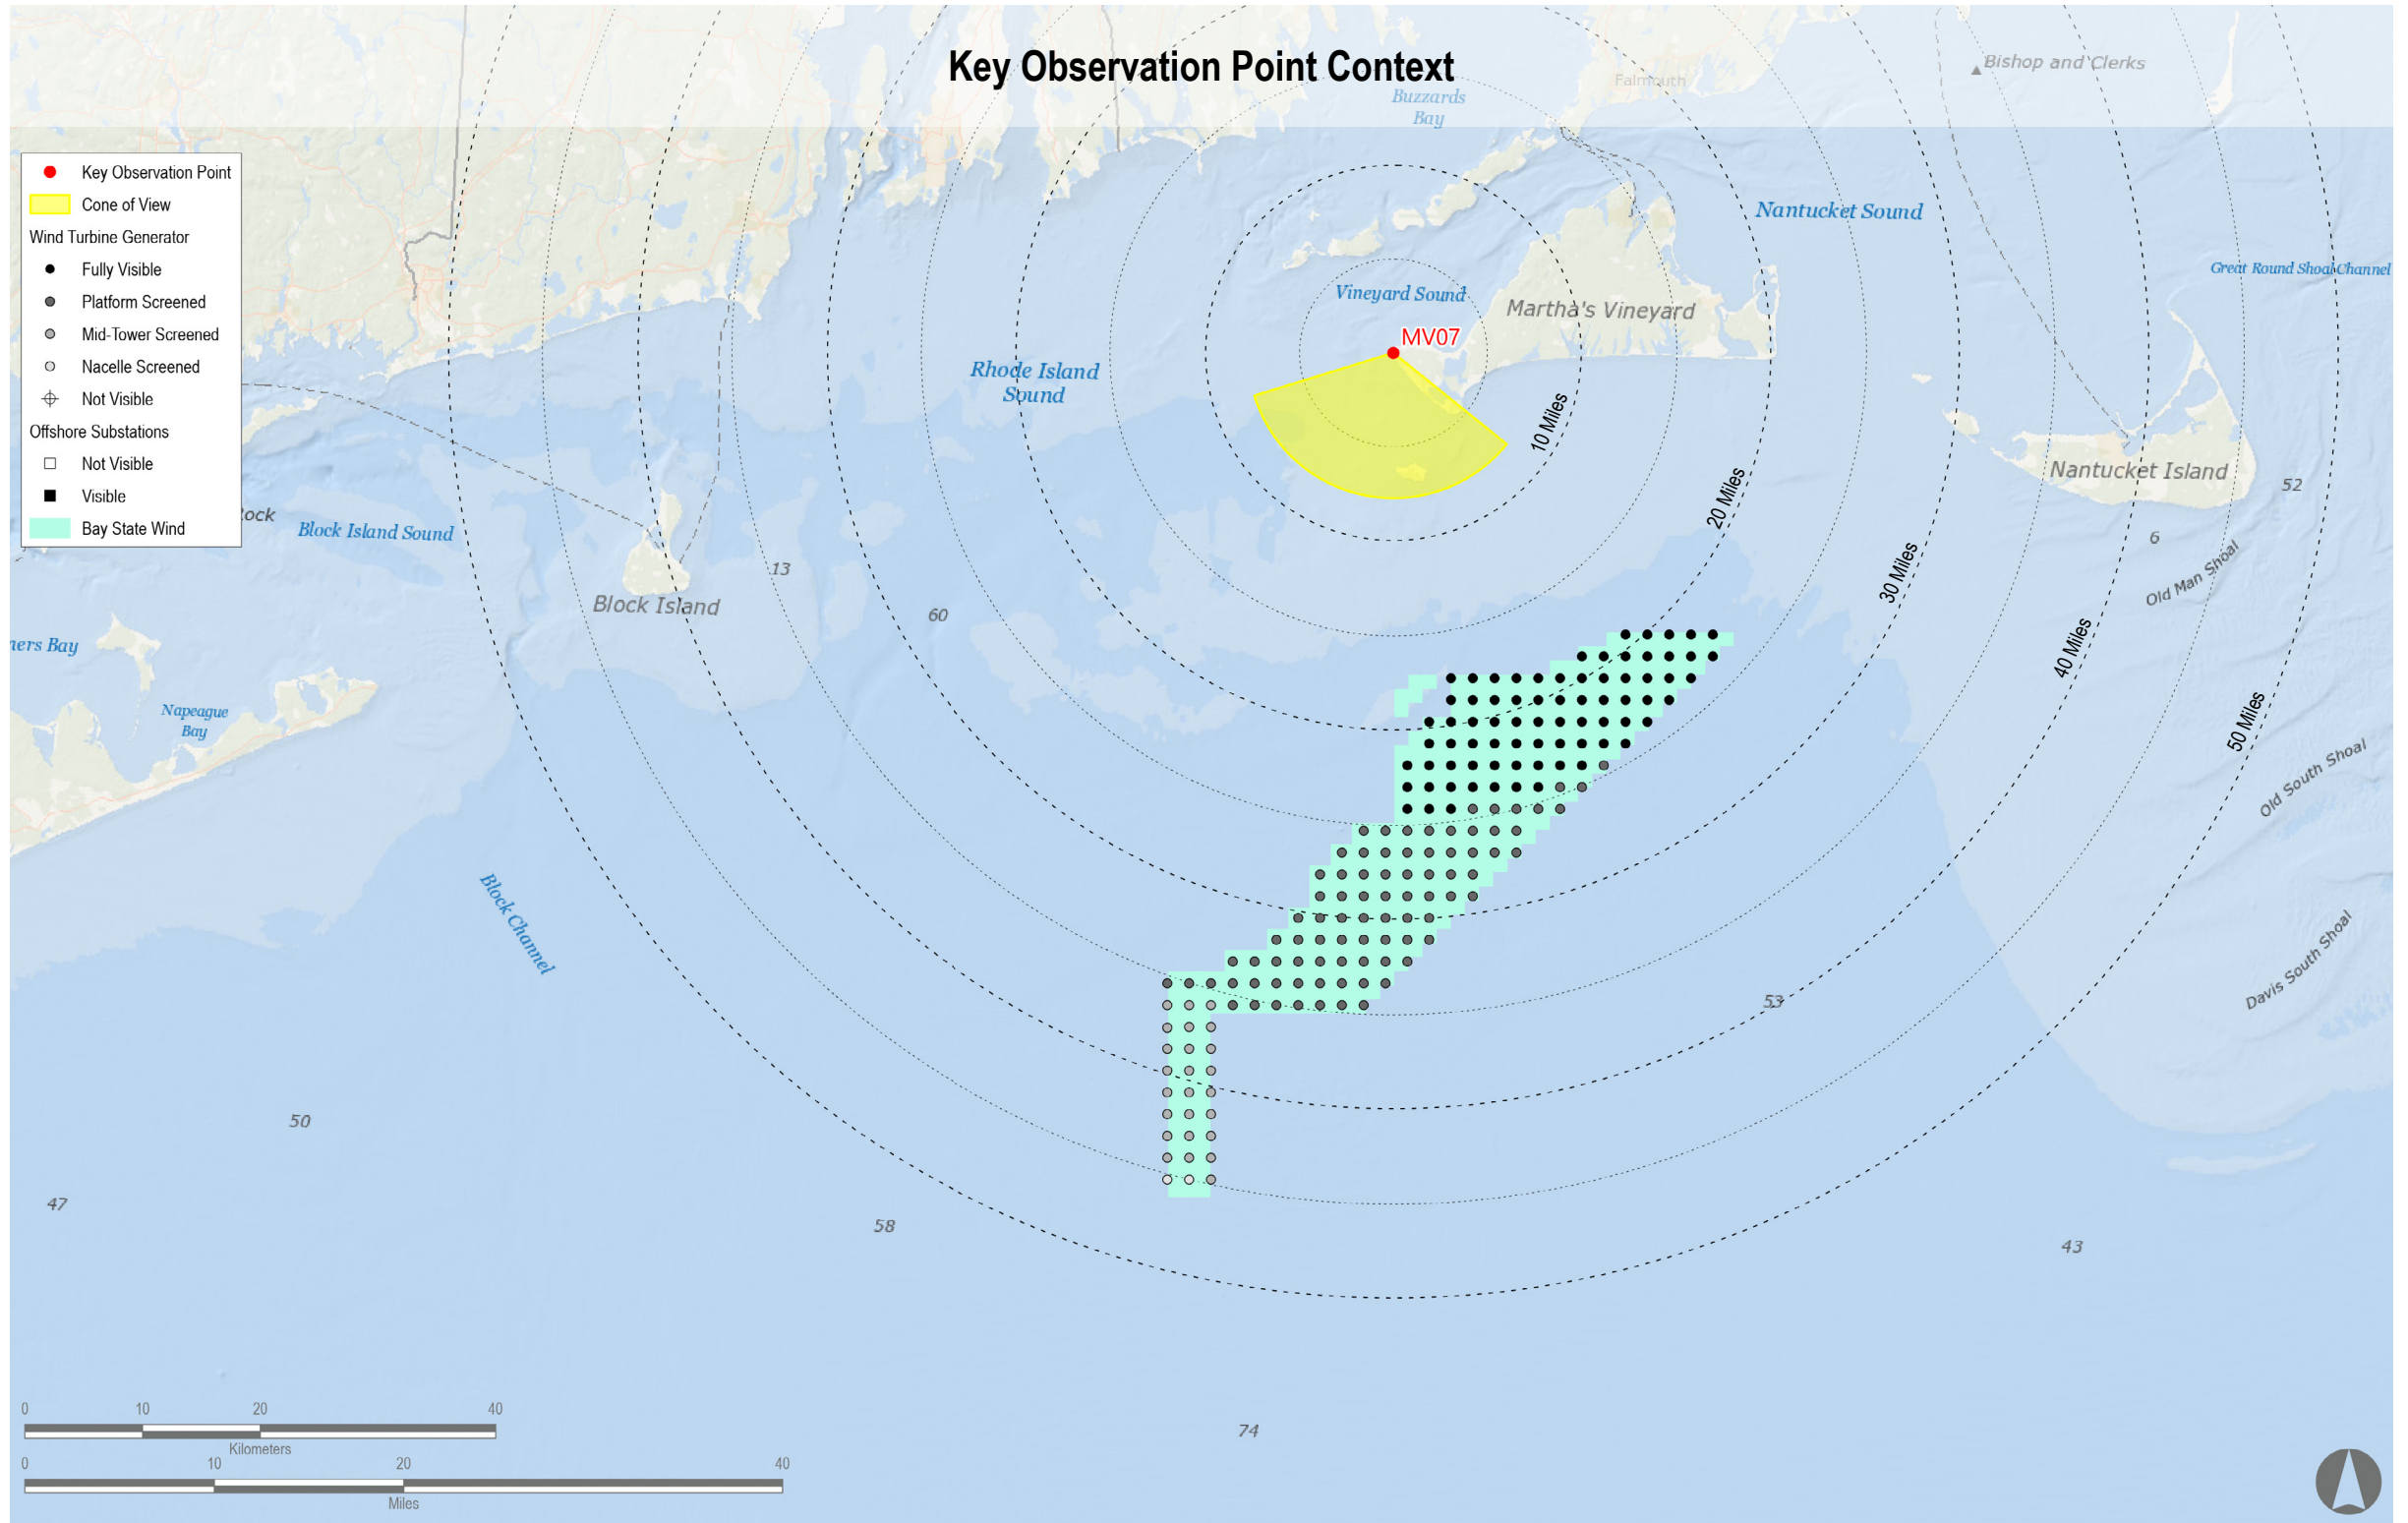 Key Observation Point Context
Bishop and Clerks
Falmouth
Buzzards
Bay
Key Observation Point
Cone of View
Wind Turbine Generator
Fully Visible
Platform Screened
Mid-Tower Screened
Nacelle Screened
Not Visible
Offshore Substations
Not Visible
Visible
Bay State Wind
Nantucket Sound
Great Round Shoal Channel
Vineyard Sound
Martha's Vineyard
MV07
Rhode Island
Sound
10 Miles
20 Miles
30 Miles
40 Miles
50 Miles
Nantucket Island
52
6
Old Man Shoal
ock
Block Island Sound
13
Block Island
60
ners Bay
Napeague
Bay
Old South Shoal
Block Channel
Davis South Shoal
53
50
47
58
43
74
0 10 20 40
Kilometers
0 10 20 40
Miles